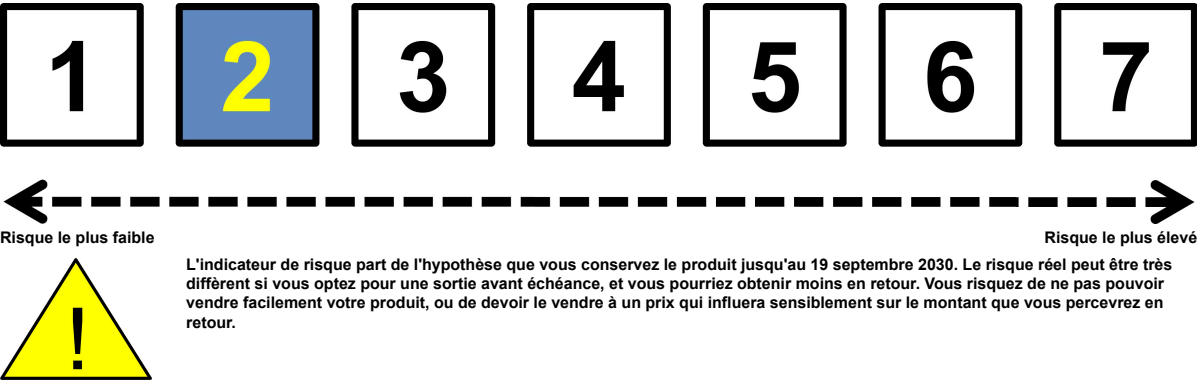 1 2 3 4 5 6 7
Risque le plus faible Risque le plus élevé
L'indicateur de risque part de l'hypothèse que vous conservez le produit jusqu'au 19 septembre 2030. Le risque réel peut être très
différent si vous optez pour une sortie avant échéance, et vous pourriez obtenir moins en retour. Vous risquez de ne pas pouvoir
vendre facilement votre produit, ou de devoir le vendre à un prix qui influera sensiblement sur le montant que vous percevrez en
retour.
!